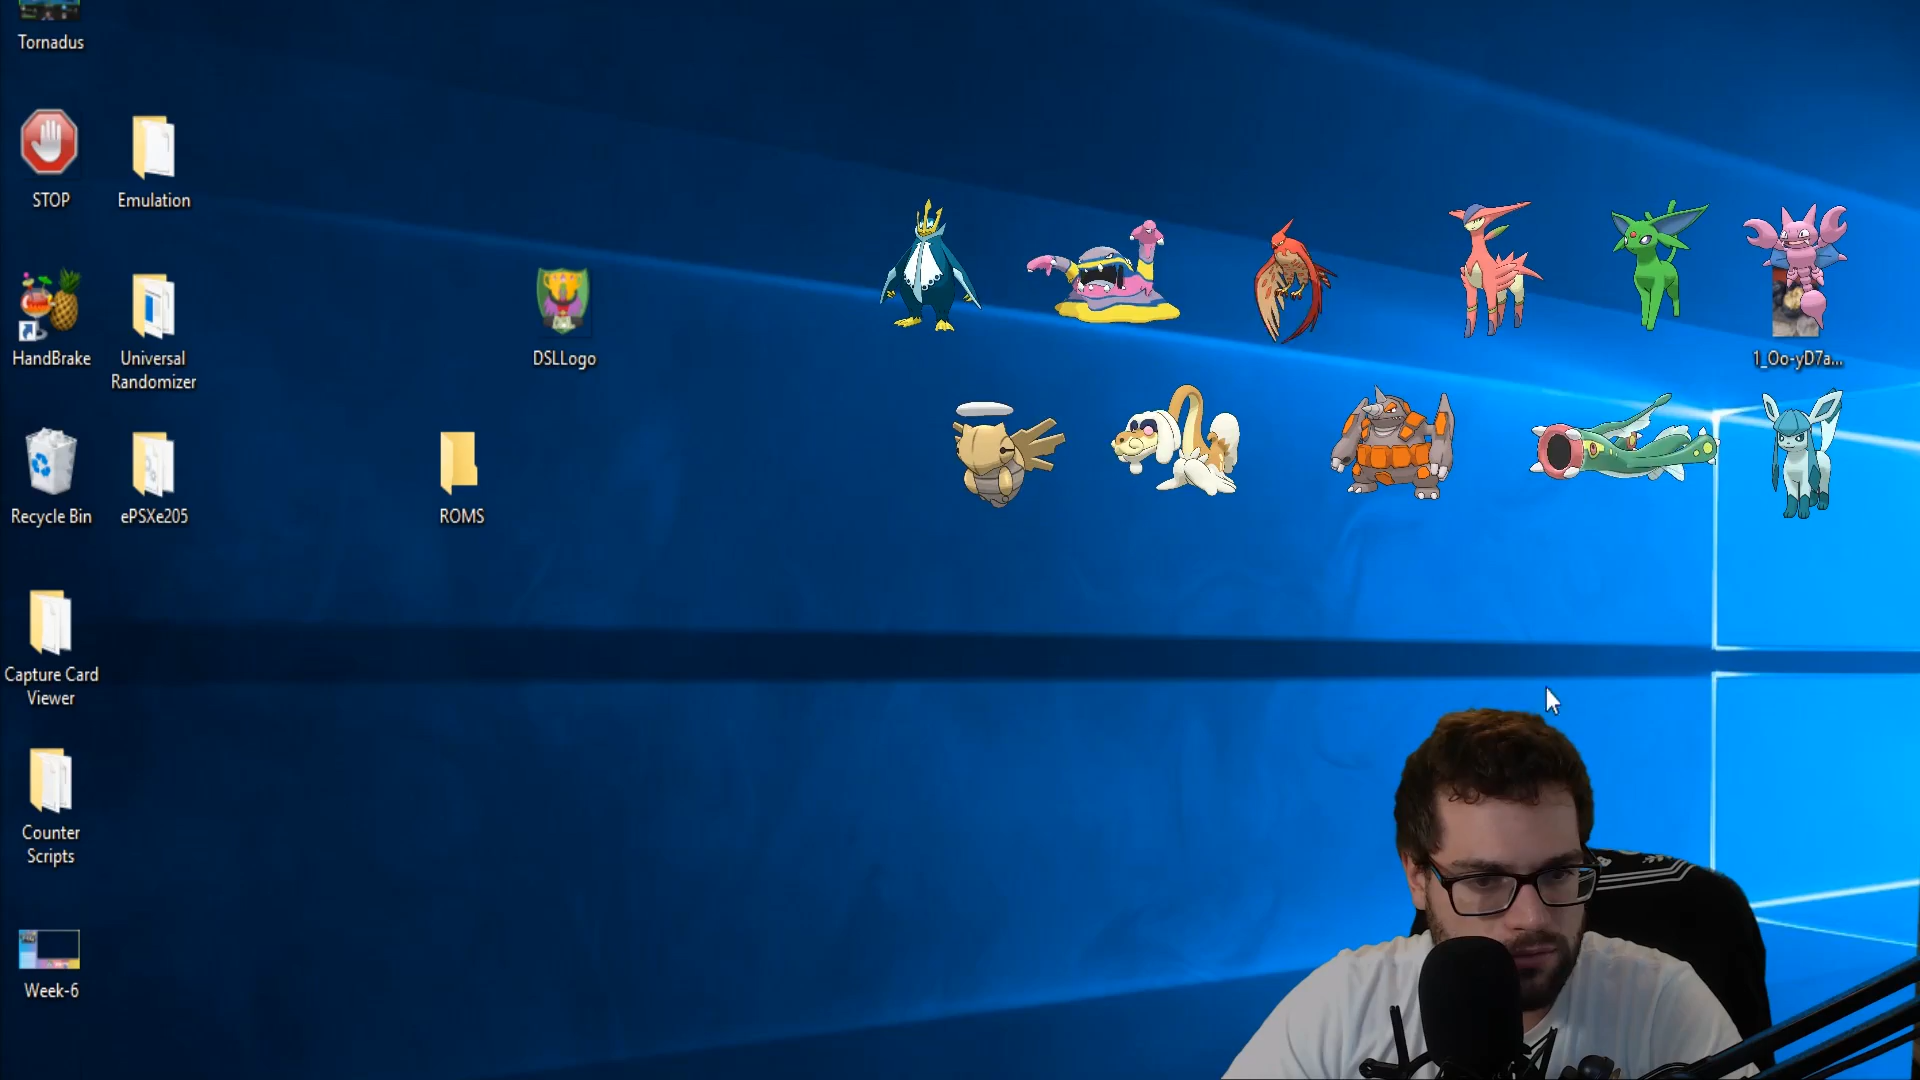 Tornadus
STOP
Emulation
HandBrake
Universal
Randomizer
DSLLogo
1_Oo-yD7a...
Recycle Bin
ePSXe205
ROMS
Capture Card
Viewer
Counter
Scripts
Week-6